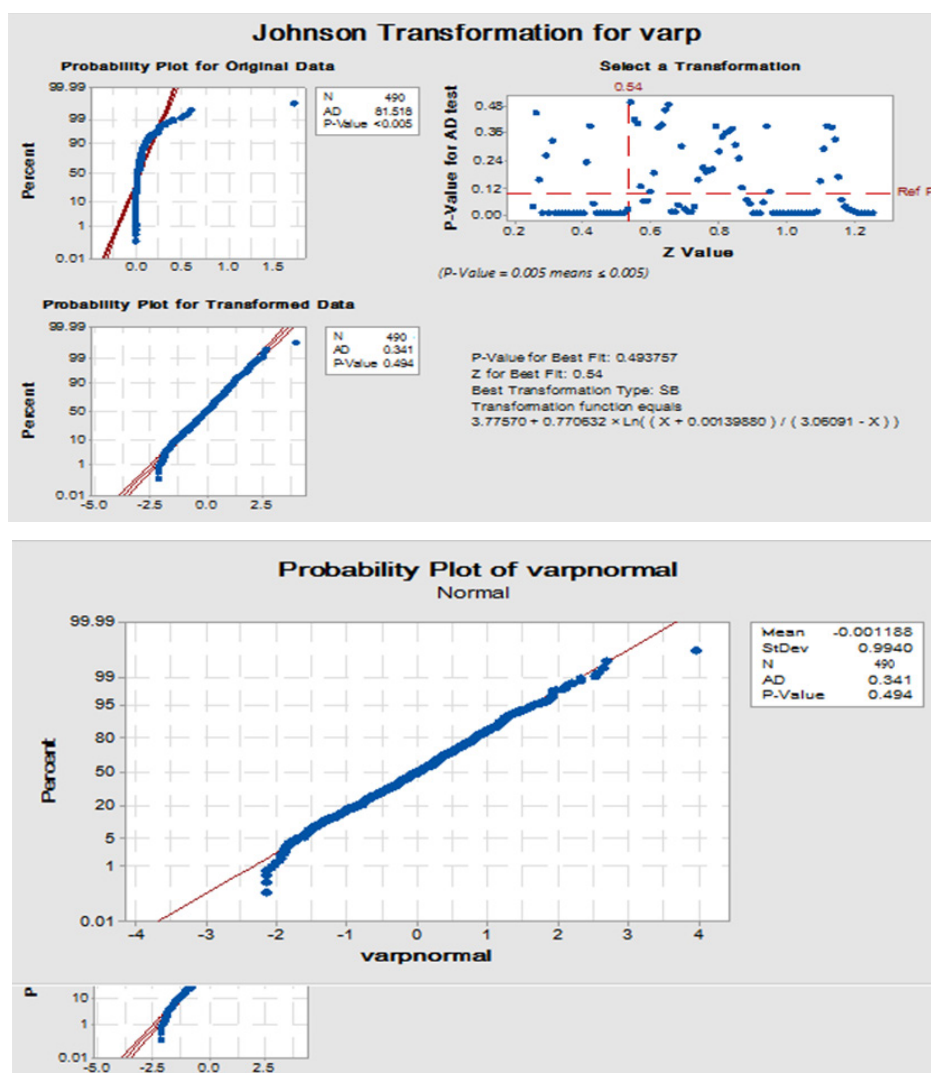 Johnson Transformation for varp
Probability Plot for Original Data
Percent
99.99
99
90
50
10
1
0.01
0.0 0.5 1.0 1.5
N 490
AD 81.518
P-Value <0.005
Select a Transformation
0.54
P-Value for AD test
0.48
0.36
0.24
0.12
0.00
Ref P
0.2 0.4 0.6 0.8 1.0 1.2
Z Value
(P-Value = 0.005 means ≤ 0.005)
Probability Plot for Transformed Data
Percent
99.99
99
90
50
10
1
0.01
-5.0 -2.5 0.0 2.5
N 490
AD 0.341
P-Value 0.494
P-Value for Best Fit: 0.493757
Z for Best Fit: 0.54
Best Transformation Type: SB
Transformation function equals
3.77570 + 0.770632 × Ln( ( X + 0.00139880 ) / ( 3.06091 - X ) )
Probability Plot of varpnormal
Normal
Percent
99.99
99
95
80
50
20
5
1
0.01
-4 -3 -2 -1 0 1 2 3 4
varpnormal
Mean -0.001188
StDev 0.9940
N 490
AD 0.341
P-Value 0.494
P
10
1
0.01
-5.0 -2.5 0.0 2.5